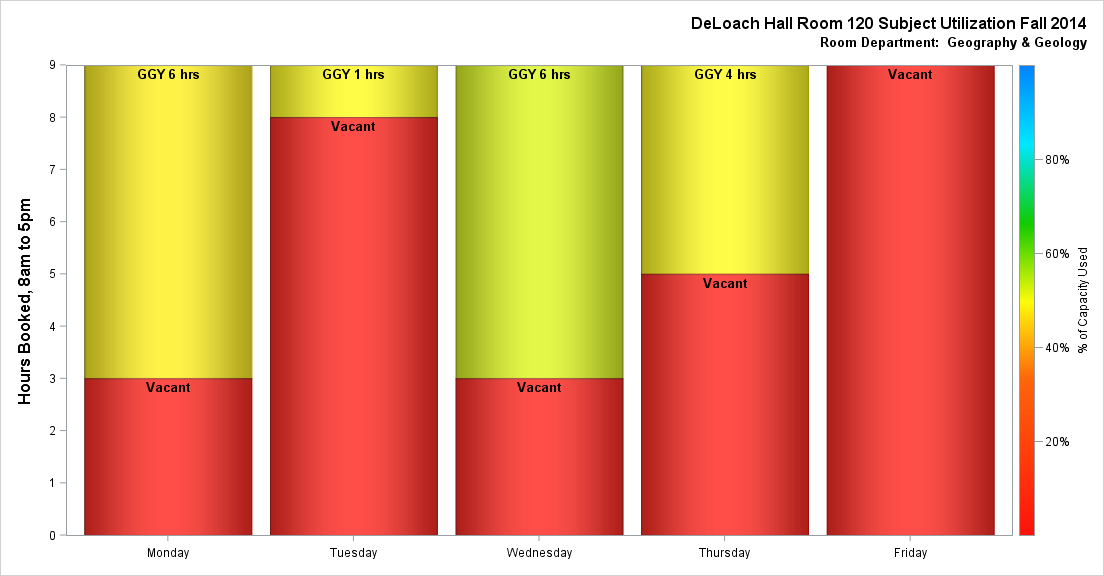 DeLoach Hall Room 120 Subject Utilization Fall 2014
Room Department:  Geography & Geology
Hours Booked, 8am to 5pm
9
8
7
6
5
4
3
2
1
0
GGY 6 hrs
Vacant
GGY 1 hrs
Vacant
GGY 6 hrs
Vacant
GGY 4 hrs
Vacant
Vacant
Monday
Tuesday
Wednesday
Thursday
Friday
80%
60%
40%
20%
% of Capacity Used